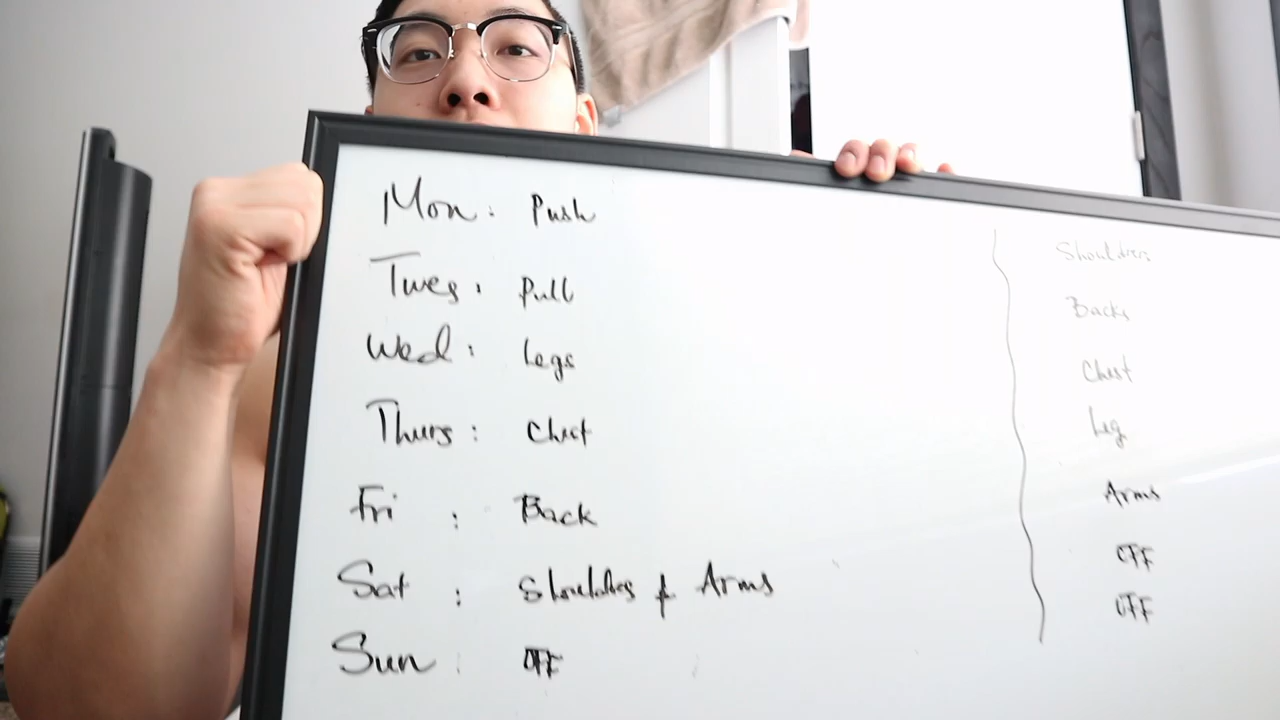 Mon: Push
Tues: Pull
Wed: Legs
Thurs: Chest
Fri: Back
Sat: Shoulders & Arms
Sun: OFF
Shoulders
Backs
Chest
Leg
Arms
OFF
OFF